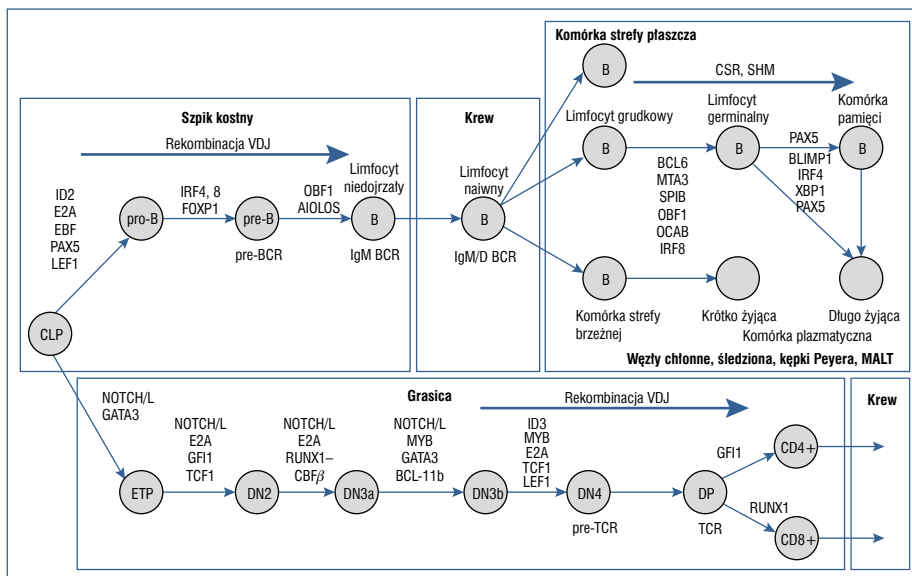 Komórka strefy płaszcza
B
CSR, SHM
Szpik kostny
Rekombinacja VDJ
Krew
Limfocyt grudkowy
Limfocyt
germinalny
Komórka
pamięci
ID2
E2A
EBF
PAX5
LEF1
pro-B
IRF4, 8
FOXP1
pre-B
pre-BCR
OBF1
AIOLOS
Limfocyt
niedojrzały
B
IgM BCR
Limfocyt
naiwny
B
IgM/D BCR
B
BCL6
MTA3
SPIB
OBF1
OCAB
IRF8
B
PAX5
BLIMP1
IRF4
XBP1
PAX5
B
B
Komórka strefy
brzeżnej
Krótko żyjąca
Długo żyjąca
Komórka plazmatyczna
Węzły chłonne, śledziona, kępki Peyera, MALT
CLP
NOTCH/L
GATA3
Grasica
Rekombinacja VDJ
Krew
ETP
NOTCH/L
E2A
GFI1
TCF1
DN2
NOTCH/L
E2A
RUNX1–
CBFβ
DN3a
NOTCH/L
MYB
GATA3
BCL-11b
DN3b
ID3
MYB
E2A
TCF1
LEF1
DN4
pre-TCR
DP
TCR
GFI1
CD4+
RUNX1
CD8+